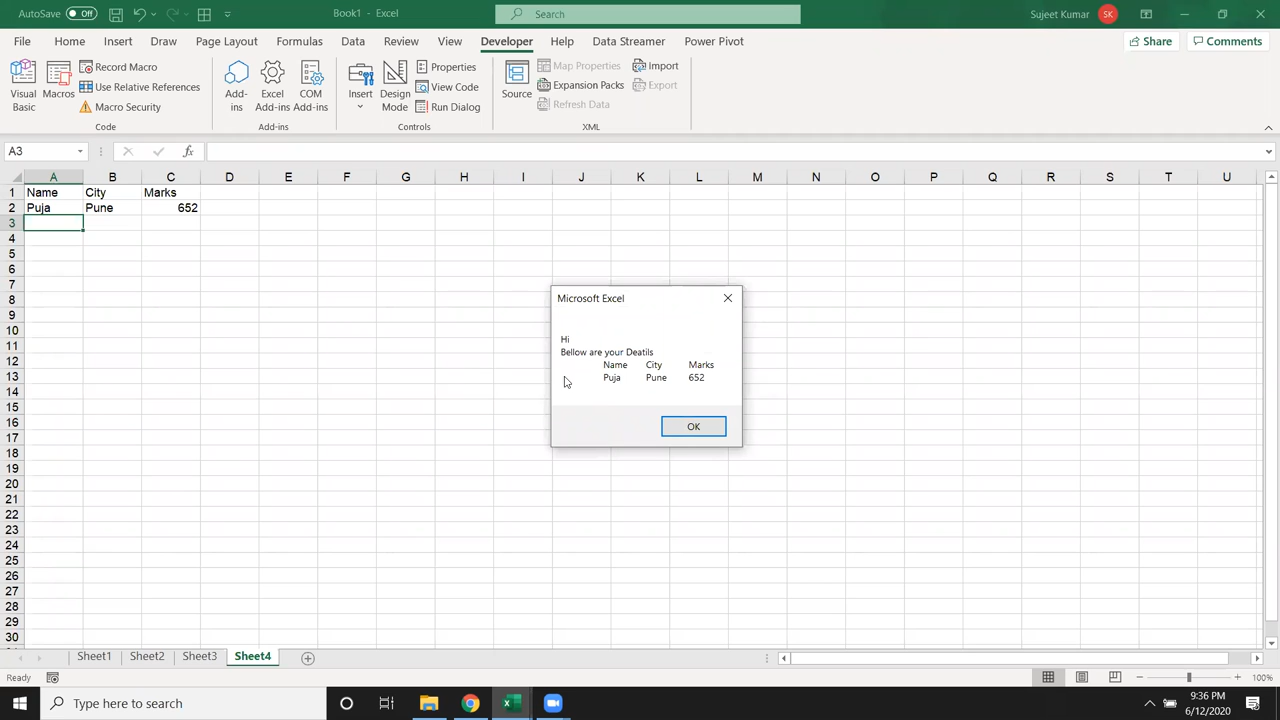 AutoSave Off Book1 - Excel Search Sujeet Kumar SK
File Home Insert Draw Page Layout Formulas Data Review View Developer Help Data Streamer Power Pivot Share Comments
Visual Basic
Macros
Record Macro
Use Relative References
Macro Security
Code
Add-ins
Excel Add-ins
COM Add-ins
Add-ins
Insert
Design Mode
Properties
View Code
Run Dialog
Controls
Source
Map Properties
Expansion Packs
Refresh Data
Import
Export
XML
A3 fx
A B C D E F G H I J K L M N O P Q R S T U
1 Name City Marks
2 Puja Pune 652
3
4
5
6
7
8
9
10
11
12
13
14
15
16
17
18
19
20
21
22
23
24
25
26
27
28
29
30
Microsoft Excel
Hi
Bellow are your Deatils
Name City Marks
Puja Pune 652
OK
Sheet1 Sheet2 Sheet3 Sheet4
Ready 100%
Type here to search
9:36 PM
6/12/2020